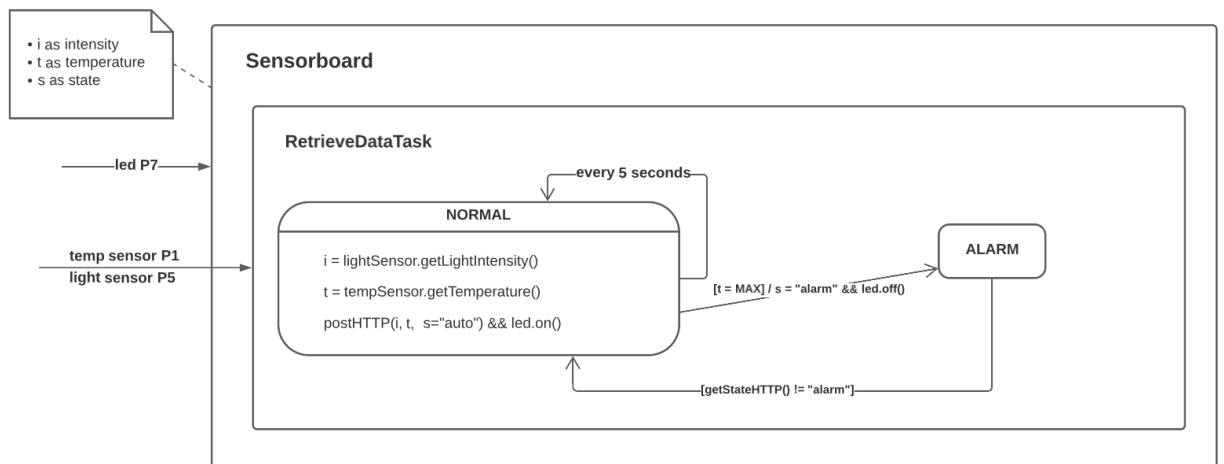 • i as intensity
• t as temperature
• s as state
Sensorboard
RetrieveDataTask
led P7
every 5 seconds
NORMAL
temp sensor P1
light sensor P5
i = lightSensor.getLightIntensity()
t = tempSensor.getTemperature()
postHTTP(i, t,  s="auto") && led.on()
ALARM
[t = MAX] / s = "alarm" && led.off()
[getStateHTTP() != "alarm"]